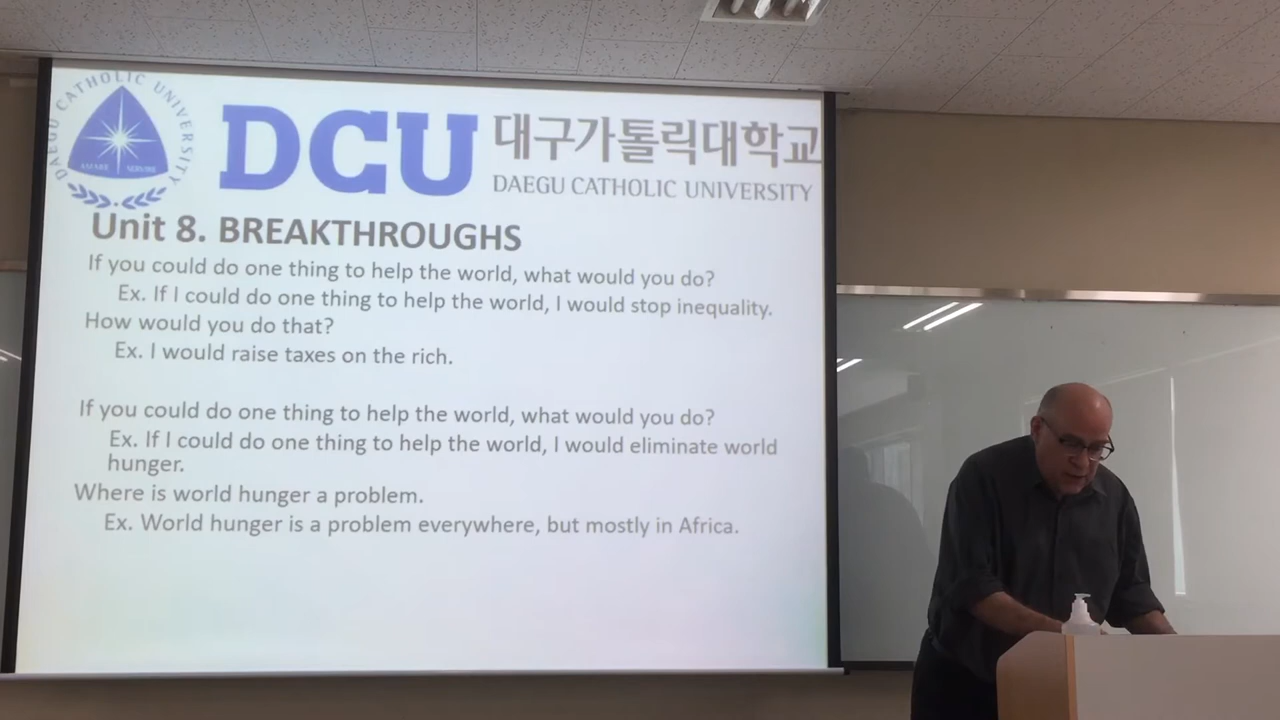 DAEGU CATHOLIC UNIVERSITY
DCU 대구가톨릭대학교
DAEGU CATHOLIC UNIVERSITY
Unit 8. BREAKTHROUGHS
If you could do one thing to help the world, what would you do?
Ex. If I could do one thing to help the world, I would stop inequality.
How would you do that?
Ex. I would raise taxes on the rich.
If you could do one thing to help the world, what would you do?
Ex. If I could do one thing to help the world, I would eliminate world
hunger.
Where is world hunger a problem.
Ex. World hunger is a problem everywhere, but mostly in Africa.